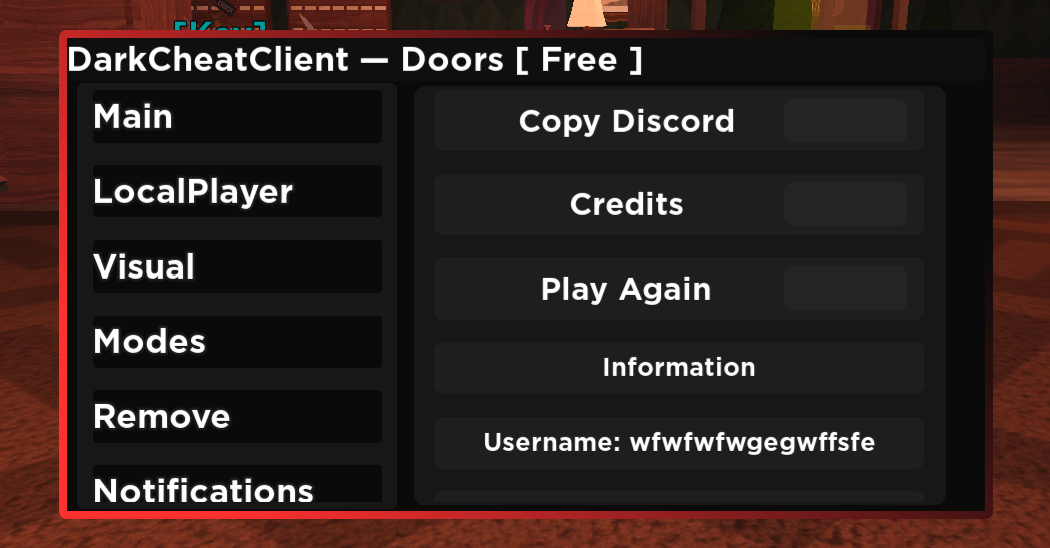 DarkCheatClient — Doors [ Free ]
Main
LocalPlayer
Visual
Modes
Remove
Notifications
Copy Discord
Credits
Play Again
Information
Username: wfwfwfwgegwffsfe